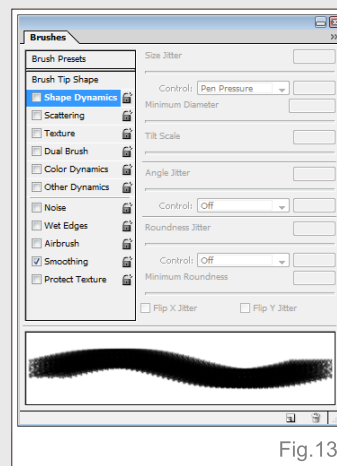 Brushes
Brush Presets
Brush Tip Shape
Shape Dynamics
Scattering
Texture
Dual Brush
Color Dynamics
Other Dynamics
Noise
Wet Edges
Airbrush
Smoothing
Protect Texture
Size Jitter
Control: Pen Pressure
Minimum Diameter
Tilt Scale
Angle Jitter
Control: Off
Roundness Jitter
Control: Off
Minimum Roundness
Flip X Jitter Flip Y Jitter
Fig.13